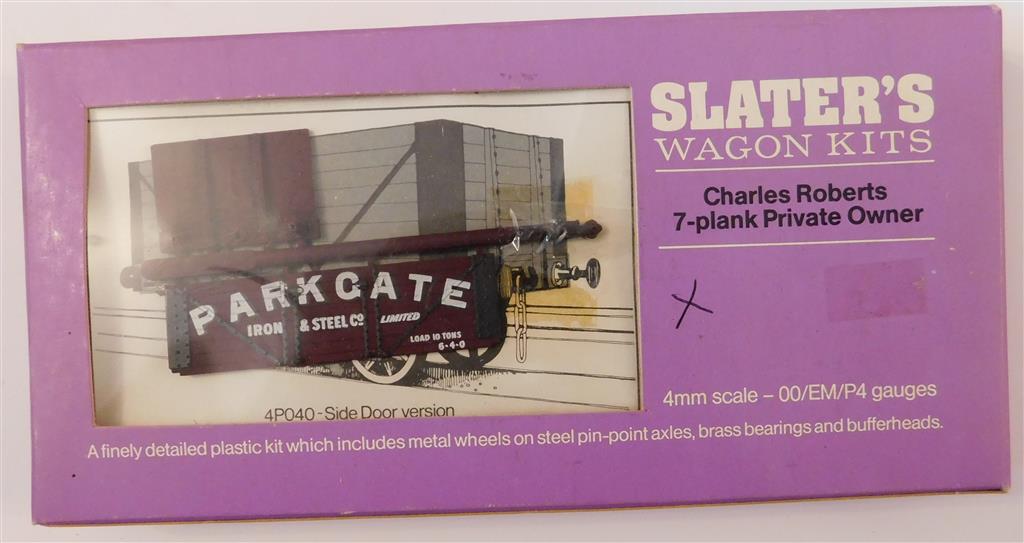 SLATER'S
WAGON KITS
Charles Roberts
7-plank Private Owner
PARKGATE
IRON & STEEL CO LIMITED
LOAD 10 TONS
6-4-0
4P040-Side Door version
4mm scale – 00/EM/P4 gauges
A finely detailed plastic kit which includes metal wheels on steel pin-point axles, brass bearings and bufferheads.